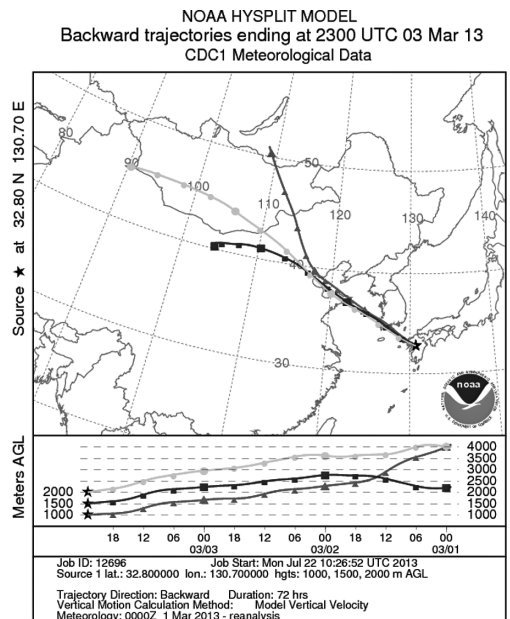 NOAA HYSPLIT MODEL
Backward trajectories ending at 2300 UTC 03 Mar 13
CDC1 Meteorological Data
Source ★ at 32.80 N 130.70 E
80
90
100
110
50
120
130
140
40
30
noaa
Meters AGL
4000
3500
3000
2500
2000 2000
1500 1500
1000 1000
18 12 06 00 18 12 06 00 18 12 06 00
03/03 03/02 03/01
Job ID: 12696 Job Start: Mon Jul 22 10:26:52 UTC 2013
Source 1 lat.: 32.800000 lon.: 130.700000 hgts: 1000, 1500, 2000 m AGL
Trajectory Direction: Backward Duration: 72 hrs
Vertical Motion Calculation Method: Model Vertical Velocity
Meteorology: 0000Z 1 Mar 2013 - reanalysis